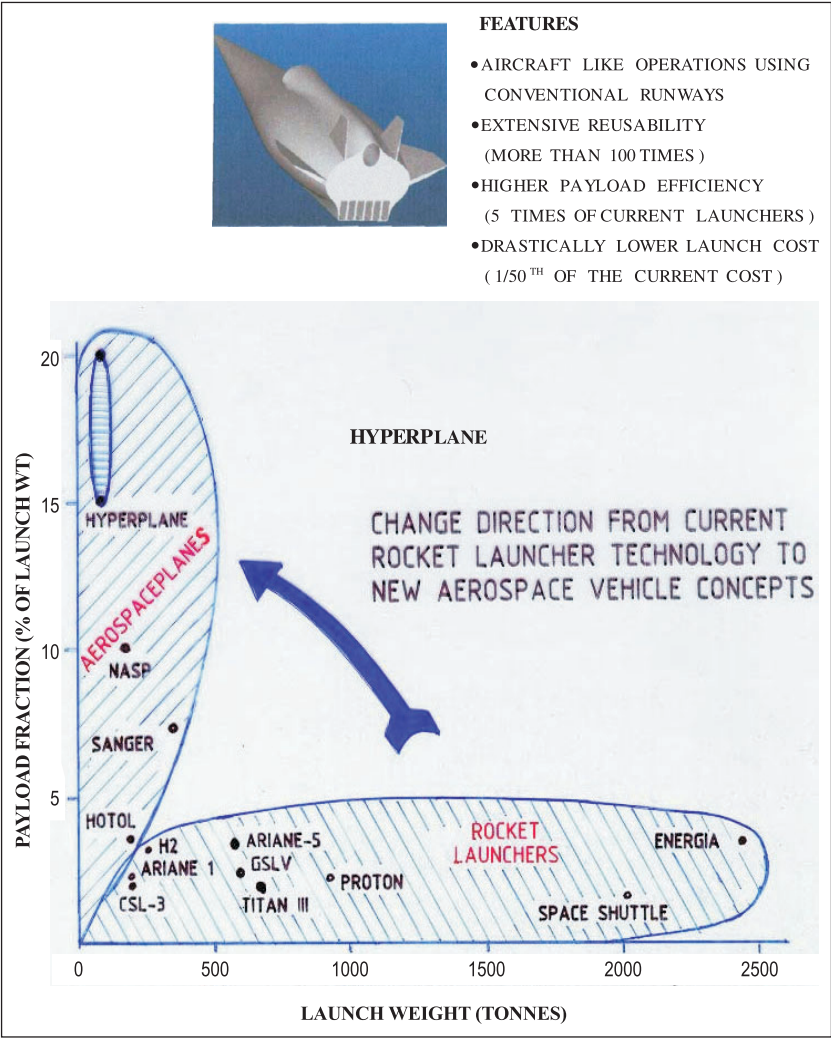 FEATURES
•AIRCRAFT LIKE OPERATIONS USING
CONVENTIONAL RUNWAYS
•EXTENSIVE REUSABILITY
(MORE THAN 100 TIMES)
•HIGHER PAYLOAD EFFICIENCY
(5 TIMES OF CURRENT LAUNCHERS)
•DRASTICALLY LOWER LAUNCH COST
(1/50 TH OF THE CURRENT COST)
20
HYPERPLANE
15
HYPERPLANE
CHANGE DIRECTION FROM CURRENT
ROCKET LAUNCHER TECHNOLOGY TO
NEW AEROSPACE VEHICLE CONCEPTS
AEROSPACEPLANES
10
NASP
SANGER
5
HOTOL
H2
ARIANE 1
CSL-3
ARIANE-5
GSLV
TITAN III
PROTON
ROCKET
LAUNCHERS
ENERGIA
SPACE SHUTTLE
0
500
1000
1500
2000
2500
PAYLOAD FRACTION (% OF LAUNCH WT)
LAUNCH WEIGHT (TONNES)